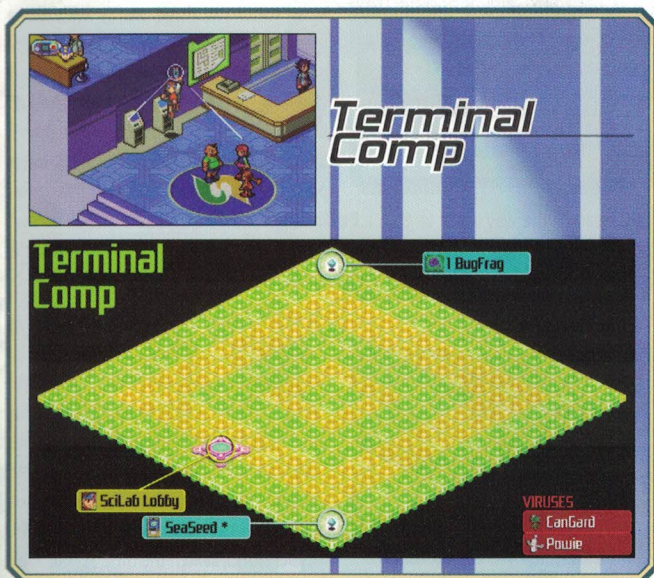 Terminal
Comp
Terminal
Comp
1 BugFrag
SciLab Lobby
SeaSeed *
VIRUSES
CanGard
Powie